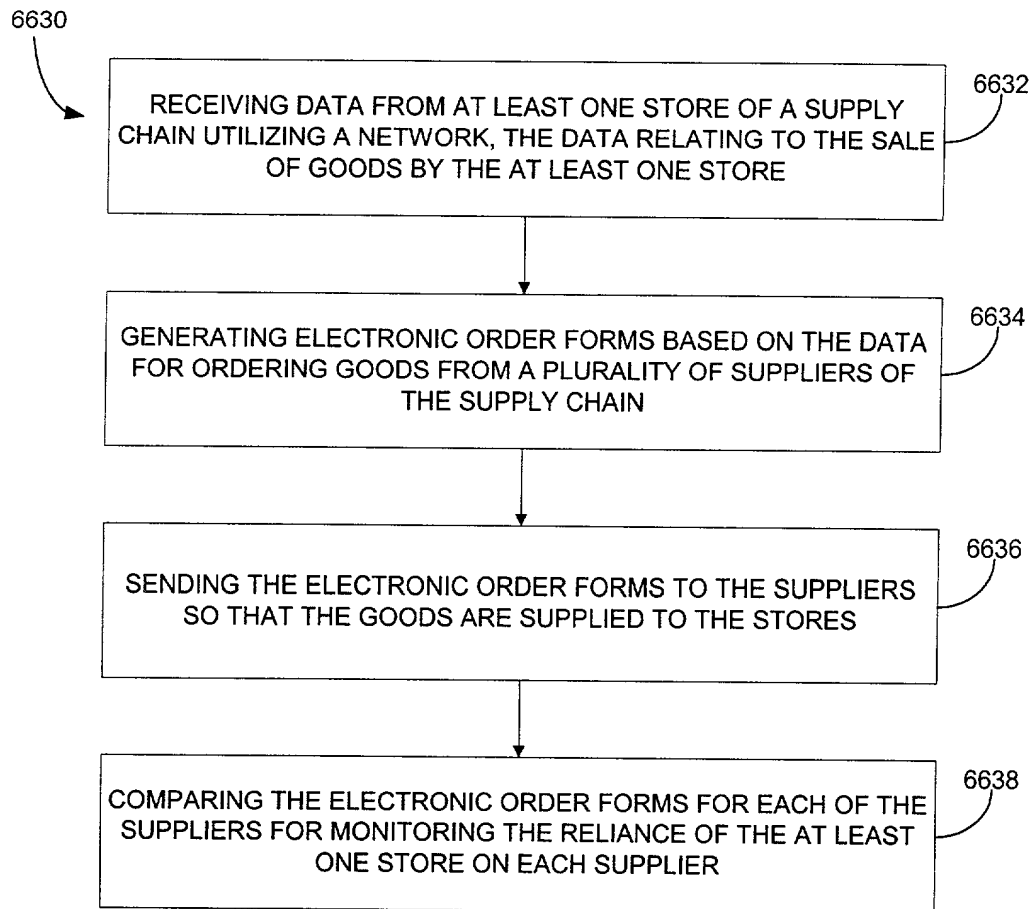 6630
6632
RECEIVING DATA FROM AT LEAST ONE STORE OF A SUPPLY
CHAIN UTILIZING A NETWORK, THE DATA RELATING TO THE SALE
OF GOODS BY THE AT LEAST ONE STORE
6634
GENERATING ELECTRONIC ORDER FORMS BASED ON THE DATA
FOR ORDERING GOODS FROM A PLURALITY OF SUPPLIERS OF
THE SUPPLY CHAIN
6636
SENDING THE ELECTRONIC ORDER FORMS TO THE SUPPLIERS
SO THAT THE GOODS ARE SUPPLIED TO THE STORES
6638
COMPARING THE ELECTRONIC ORDER FORMS FOR EACH OF THE
SUPPLIERS FOR MONITORING THE RELIANCE OF THE AT LEAST
ONE STORE ON EACH SUPPLIER